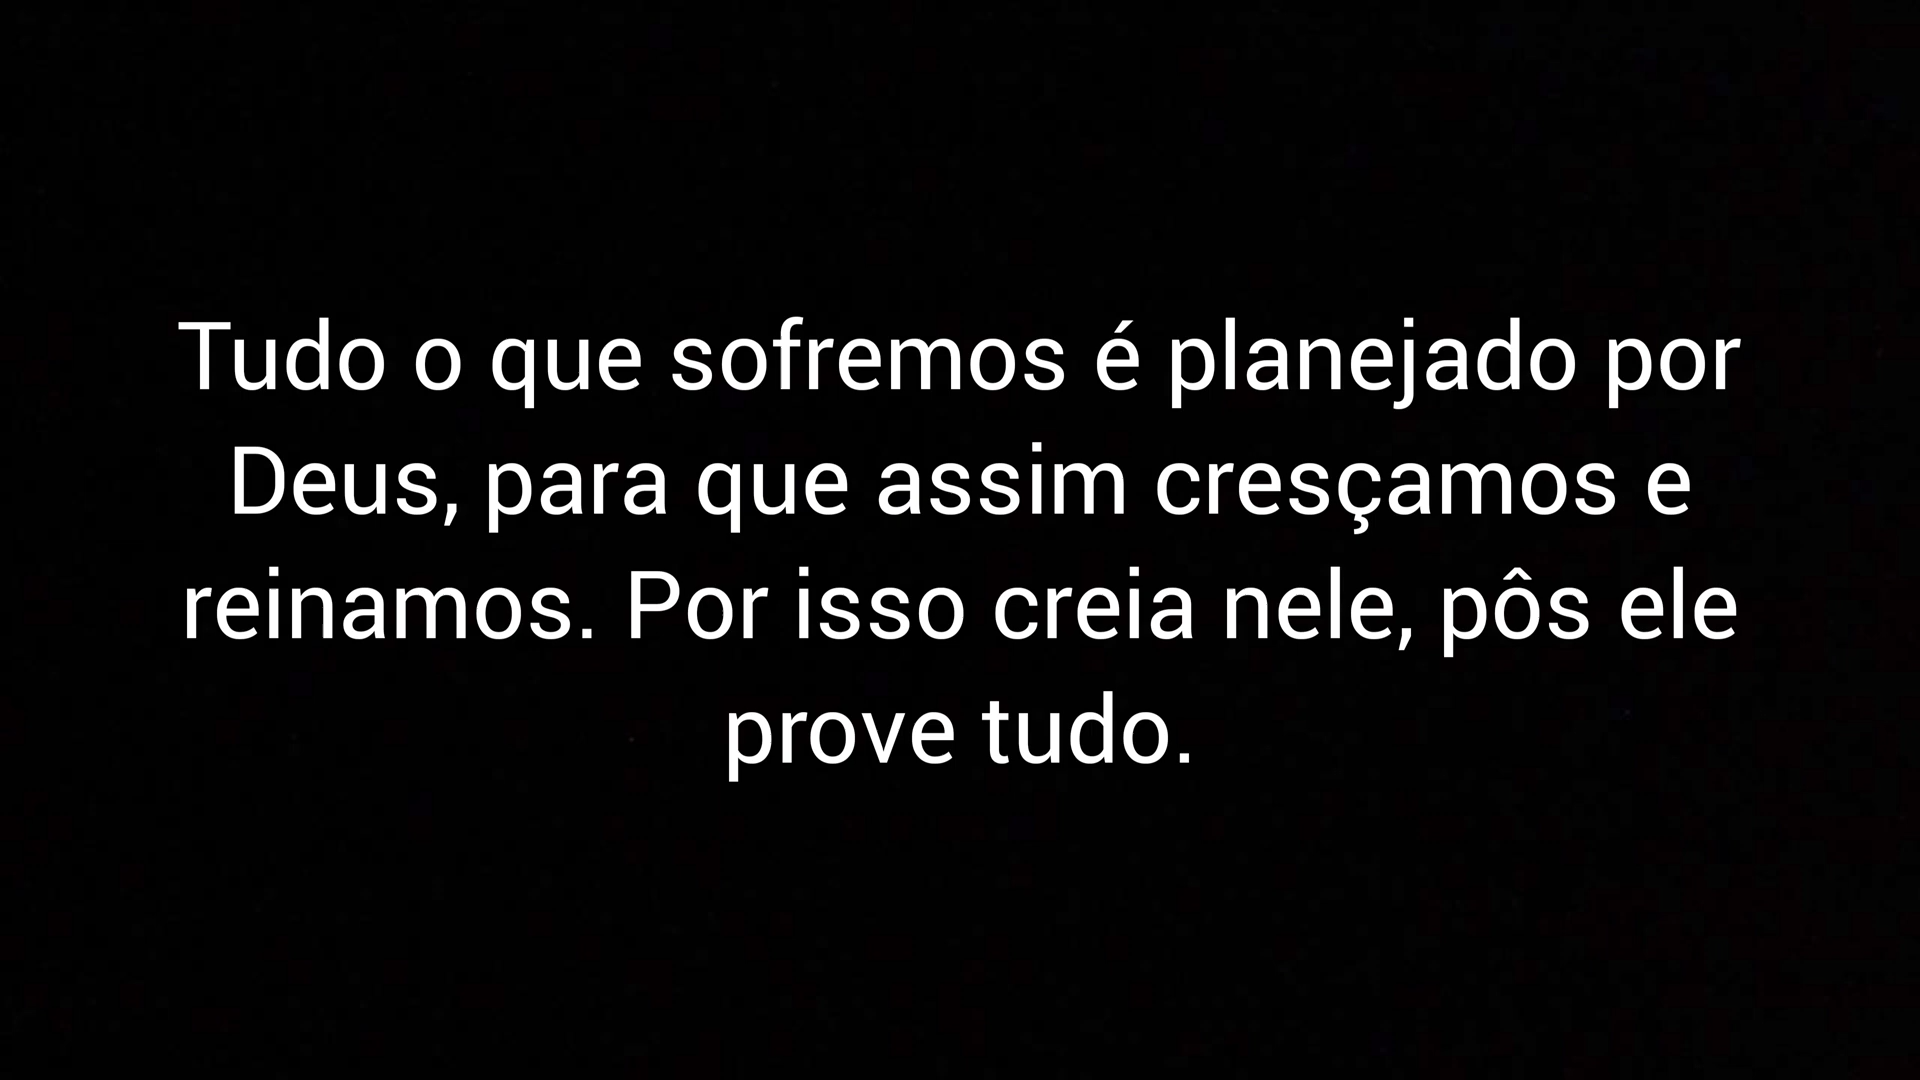 Tudo o que sofremos é planejado por
Deus, para que assim cresçamos e
reinamos. Por isso creia nele, pôs ele
prove tudo.